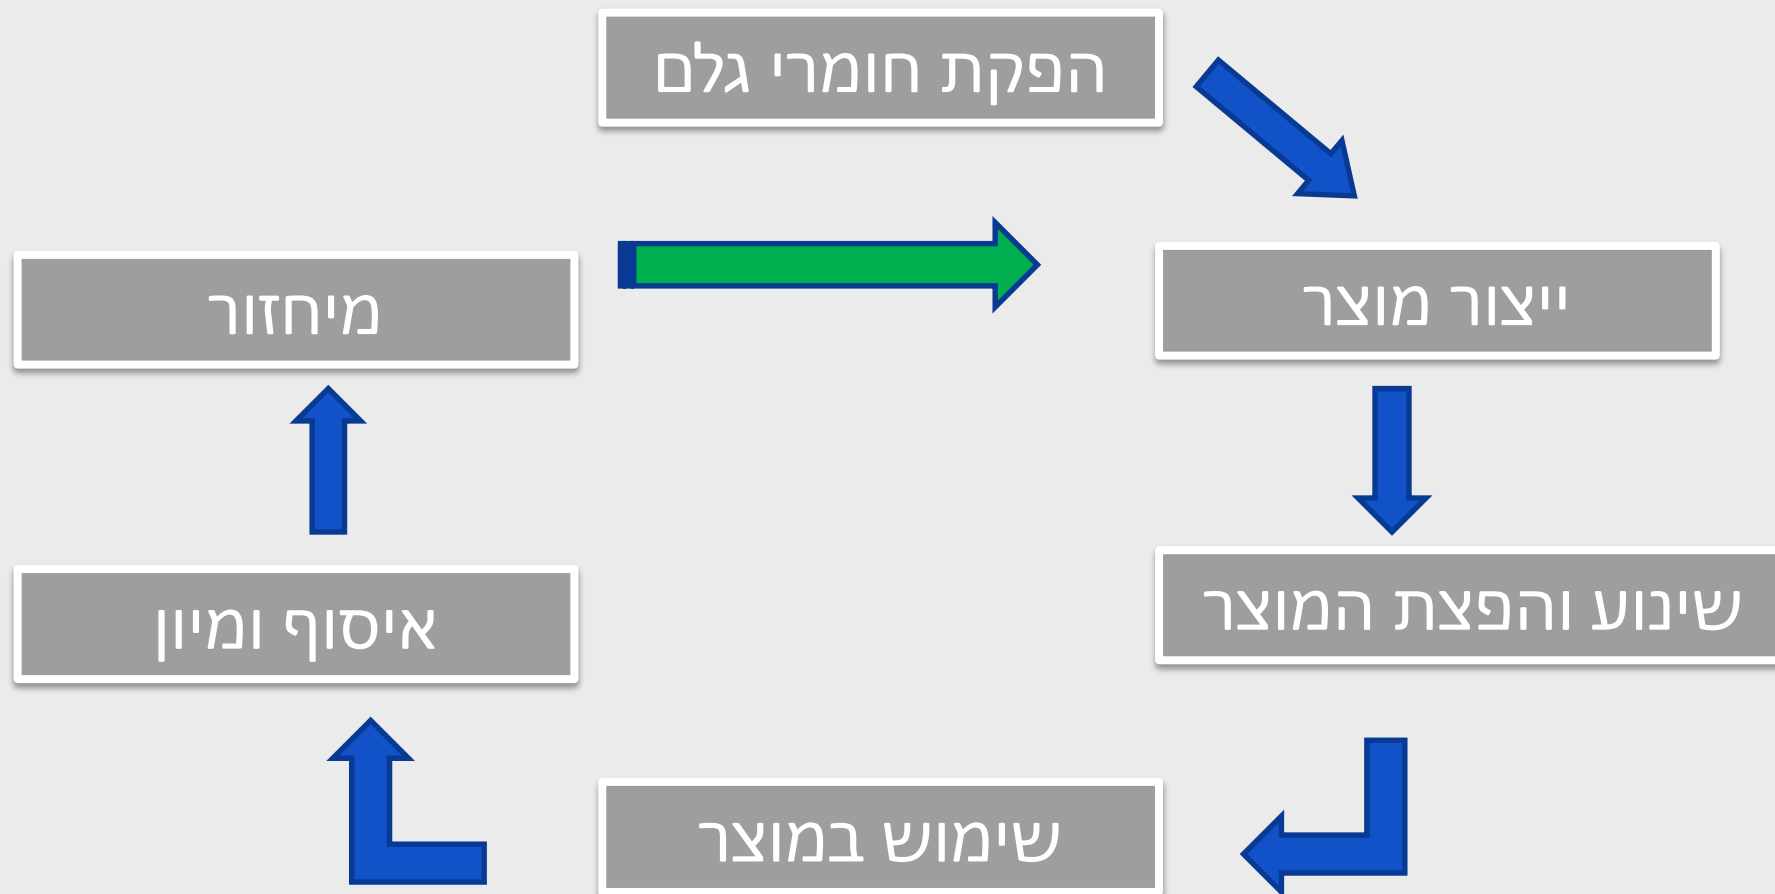 הפקת חומרי גלם
ייצור מוצר
מיחזור
שינוע והפצת המוצר
איסוף ומיון
שימוש במוצר